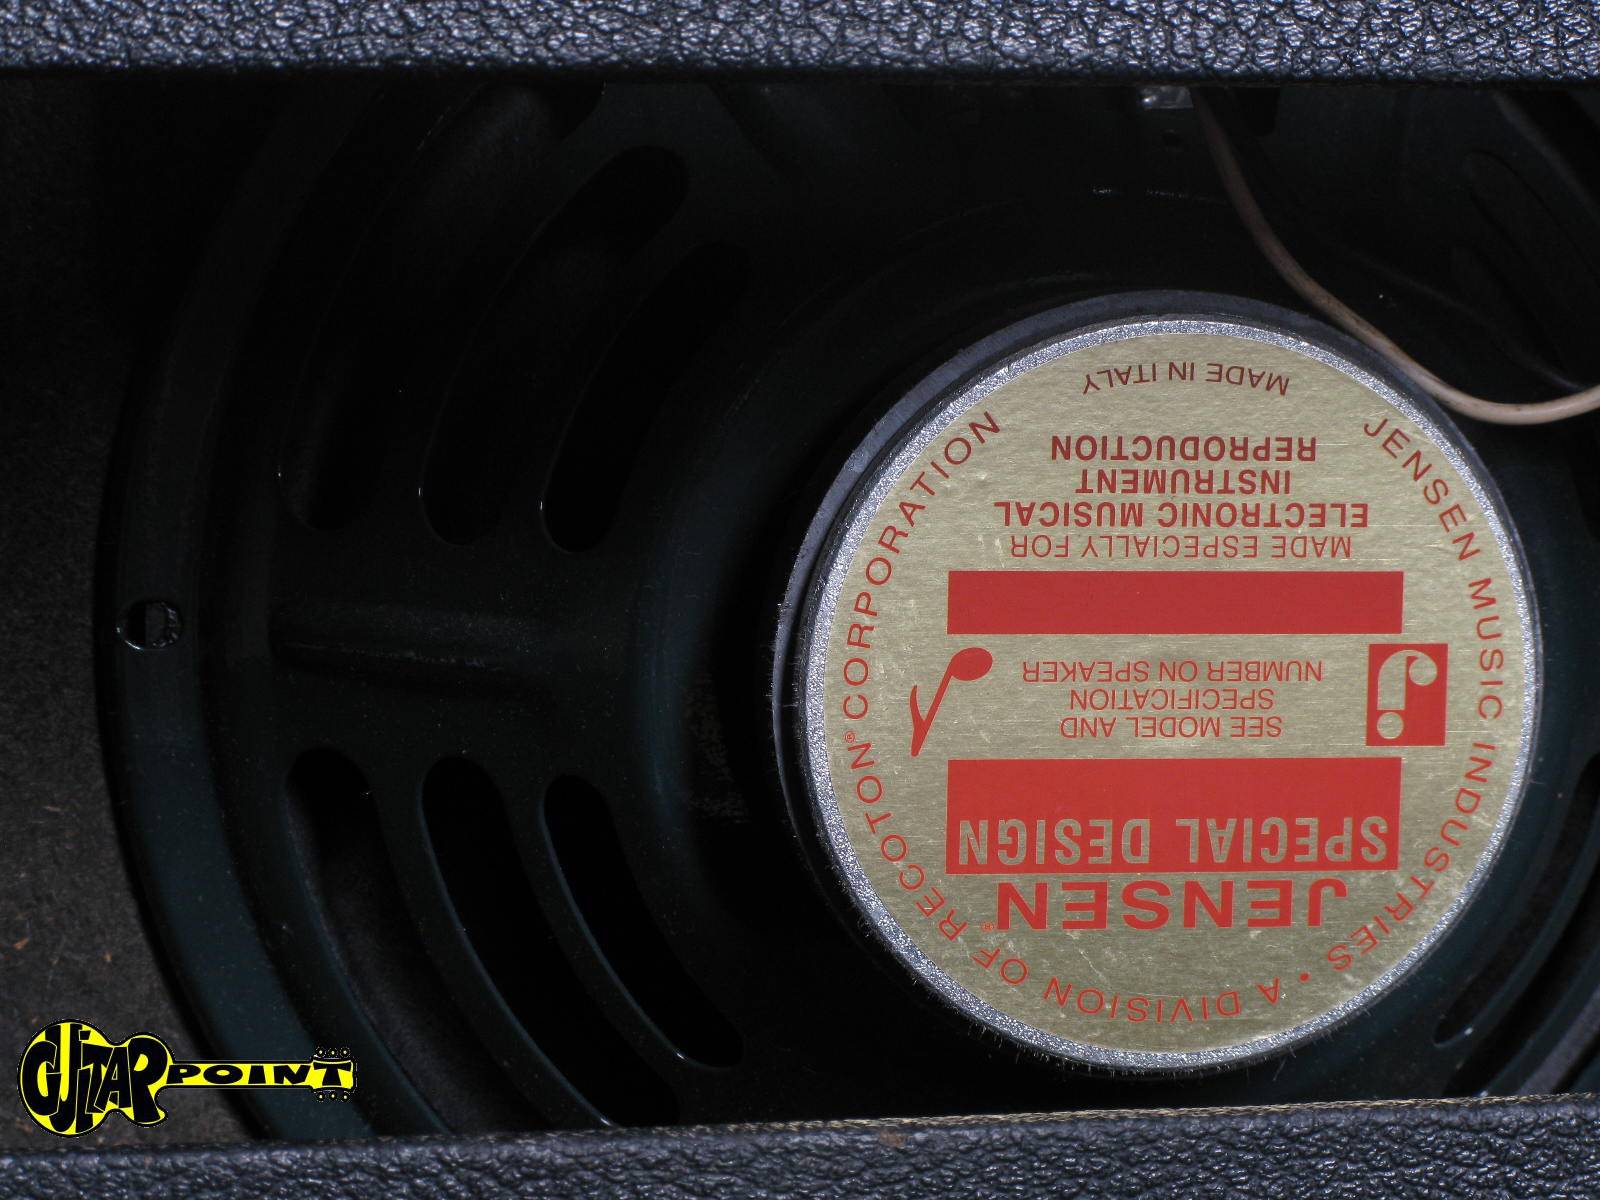 JENSEN MUSIC INDUSTRIES • A DIVISION OF RECOTON® CORPORATION
JENSEN®
SPECIAL DESIGN
SEE MODEL AND
SPECIFICATION
NUMBER ON SPEAKER
MADE ESPECIALLY FOR
ELECTRONIC MUSICAL
INSTRUMENT
REPRODUCTION
MADE IN ITALY
GUITAR POINT